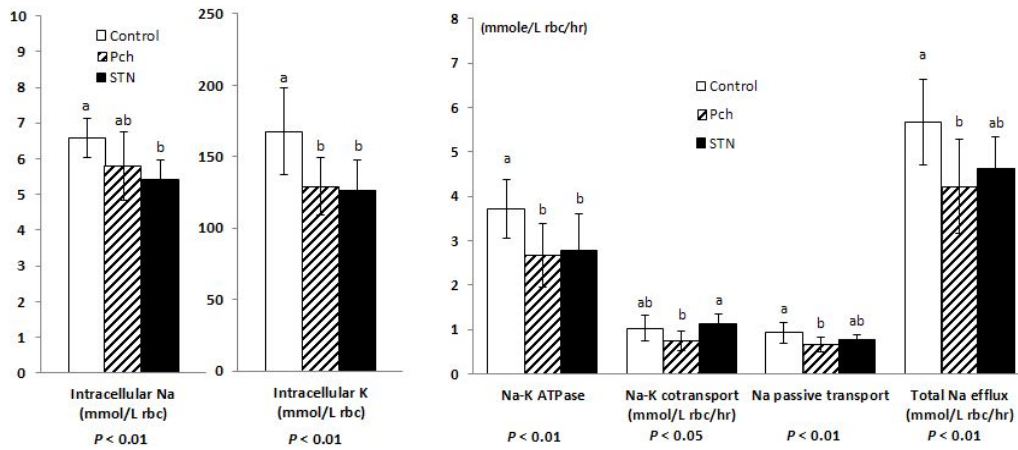 10
9
8
7
6
5
4
3
2
1
0
Control
Pch
STN
a
ab
b
Intracellular Na
(mmol/L rbc)
P < 0.01
250
200
150
100
50
0
a
b
b
Intracellular K
(mmol/L rbc)
P < 0.01
8
7
6
5
4
3
2
1
0
(mmole/L rbc/hr)
Control
Pch
STN
a
b
b
ab
b
a
a
b
ab
a
b
ab
Na-K ATPase
P < 0.01
Na-K cotransport
(mmol/L rbc/hr)
P < 0.05
Na passive transport
P < 0.01
Total Na efflux
(mmol/L rbc/hr)
P < 0.01